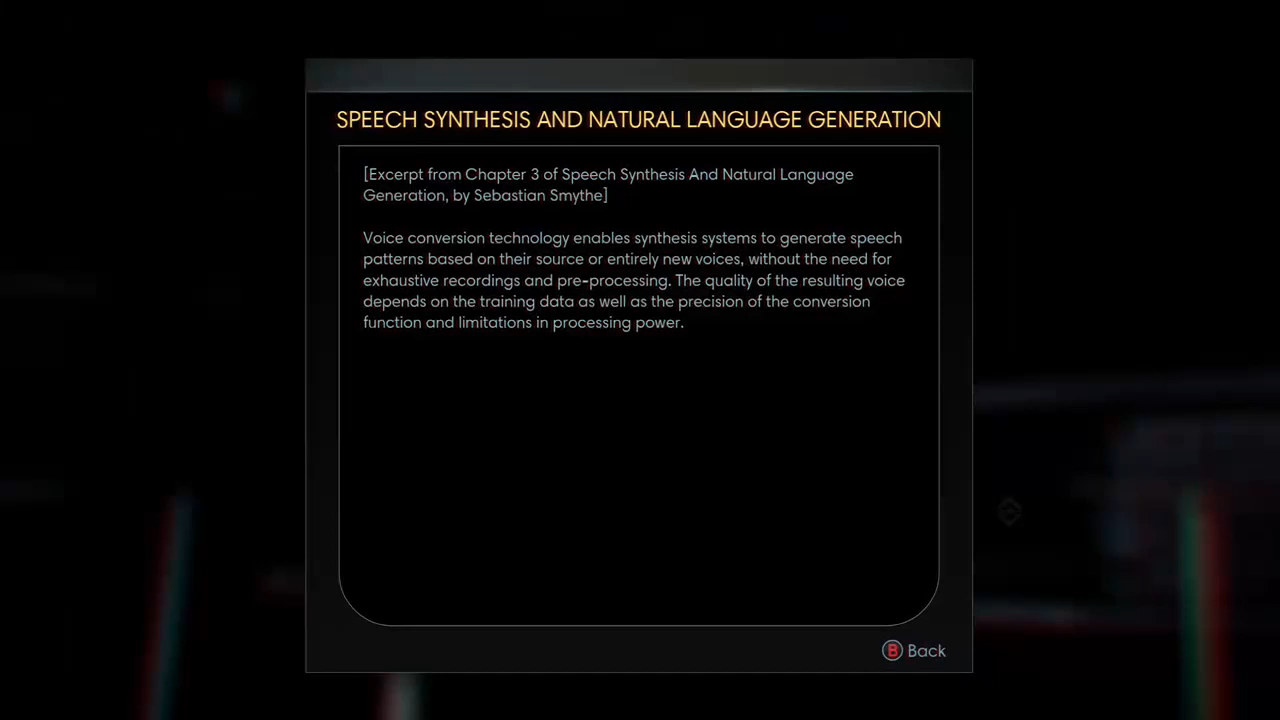 SPEECH SYNTHESIS AND NATURAL LANGUAGE GENERATION
[Excerpt from Chapter 3 of Speech Synthesis And Natural Language
Generation, by Sebastian Smythe]
Voice conversion technology enables synthesis systems to generate speech
patterns based on their source or entirely new voices, without the need for
exhaustive recordings and pre-processing. The quality of the resulting voice
depends on the training data as well as the precision of the conversion
function and limitations in processing power.
B Back